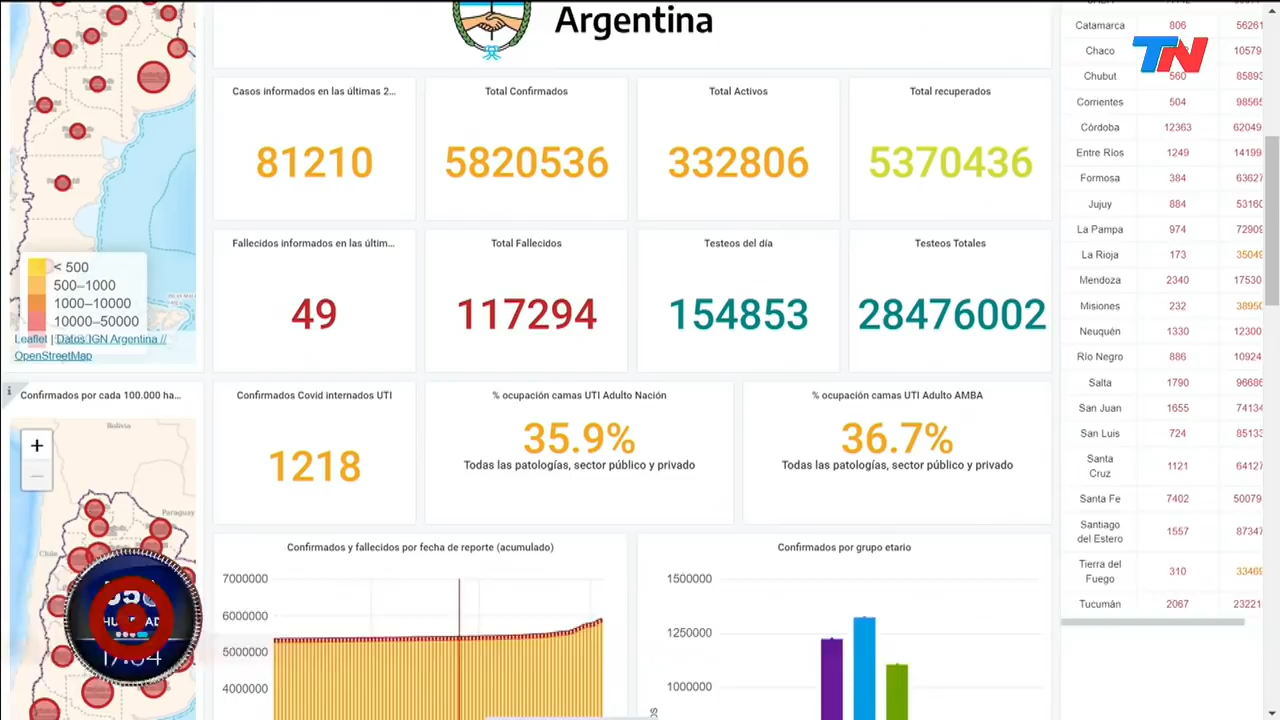 Argentina
TN
Casos informados en las últimas 2...
81210
Total Confirmados
5820536
Total Activos
332806
Total recuperados
5370436
Fallecidos informados en las últim...
49
Total Fallecidos
117294
Testeos del día
154853
Testeos Totales
28476002
< 500
500–1000
1000–10000
10000–50000
Leaflet | Datos IGN Argentina //
OpenStreetMap
Confirmados por cada 100.000 ha...
Confirmados Covid internados UTI
1218
% ocupación camas UTI Adulto Nación
35.9%
Todas las patologías, sector público y privado
% ocupación camas UTI Adulto AMBA
36.7%
Todas las patologías, sector público y privado
+
Bolivia
Paraguay
Chile
Confirmados y fallecidos por fecha de reporte (acumulado)
7000000
6000000
5000000
4000000
Confirmados por grupo etario
1500000
1250000
1000000
Catamarca 806 56261
Chaco 10579
Chubut 560 85893
Corrientes 504 98565
Córdoba 12363 62049
Entre Ríos 1249 14199
Formosa 384 63627
Jujuy 884 53160
La Pampa 974 72909
La Rioja 173 35049
Mendoza 2340 17530
Misiones 232 38950
Neuquén 1330 12300
Río Negro 886 10924
Salta 1790 96686
San Juan 1655 74134
San Luis 724 85133
Santa
Cruz 1121 64127
Santa Fe 7402 50079
Santiago
del Estero 1557 87347
Tierra del
Fuego 310 33469
Tucumán 2067 23221